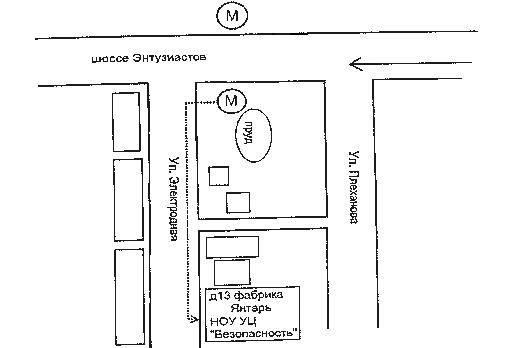 М
шоссе Энтузиастов
М
пруд
Ул. Электродная
Ул. Плеханова
д13 фабрика
Янтарь
НОУ УЦ
"Безопасность"